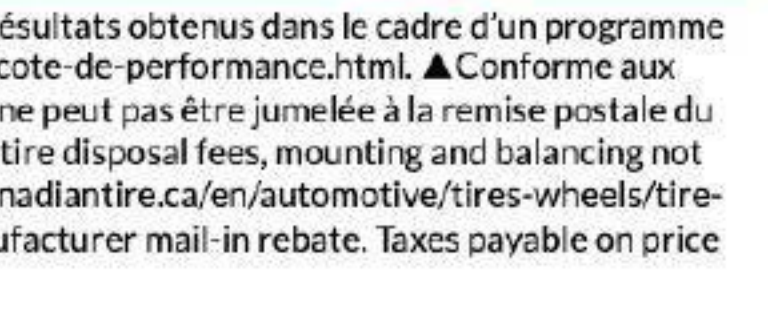 ésultats obtenus dans le cadre d'un programme
cote-de-performance.html. ▲Conforme aux
ne peut pas être jumelée à la remise postale du
tire disposal fees, mounting and balancing not
nadiantire.ca/en/automotive/tires-wheels/tire-
ufacturer mail-in rebate. Taxes payable on price